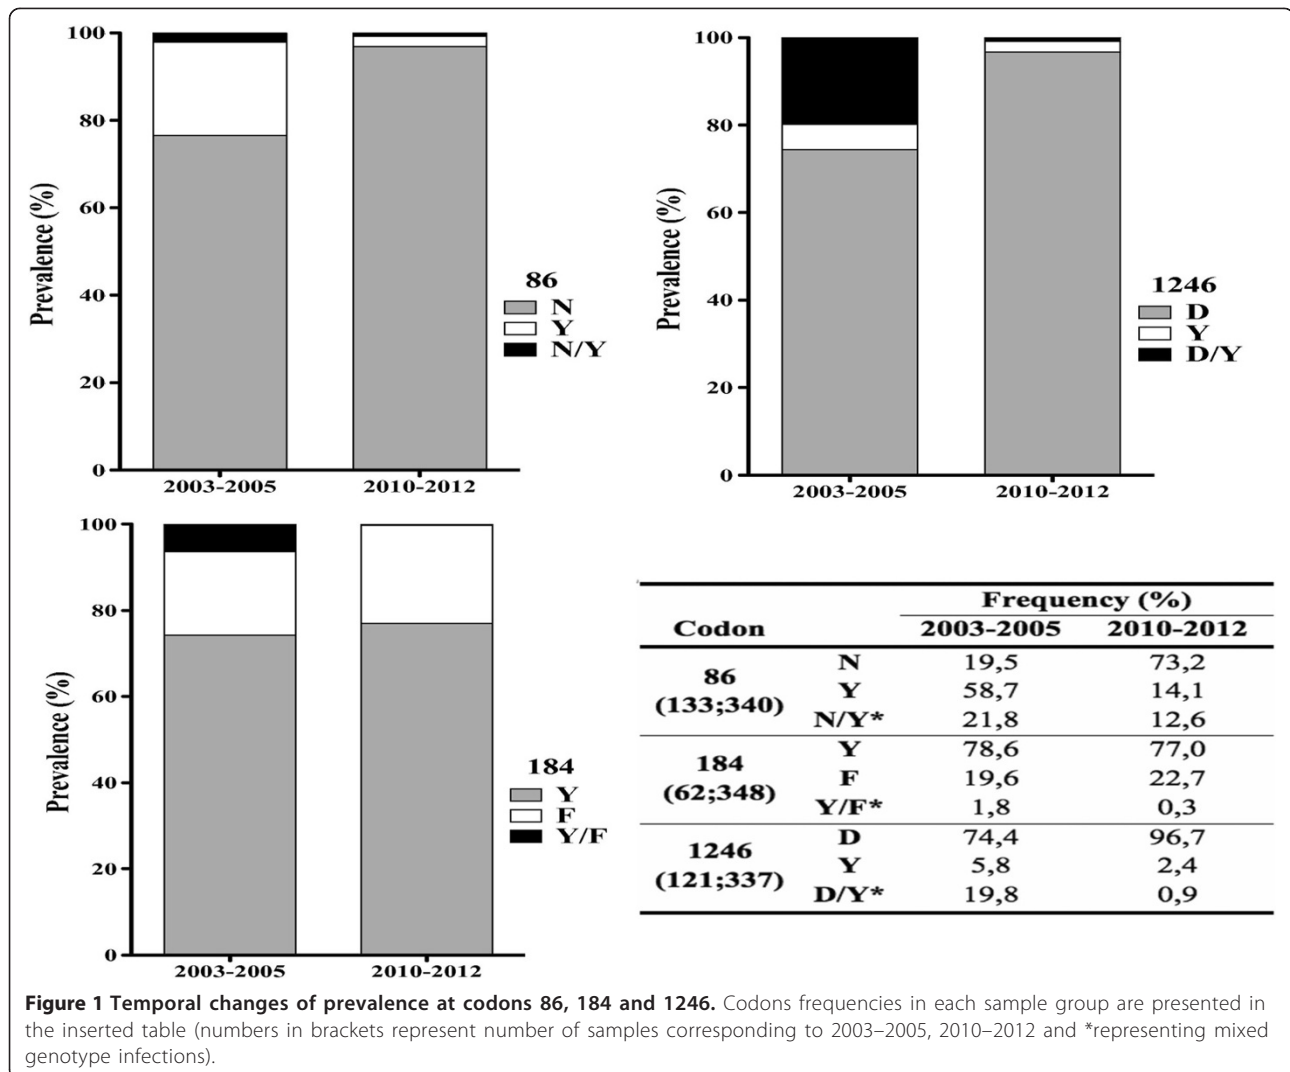 100
80
60
40
20
0
Prevalence (%)
2003-2005 2010-2012
86
N
Y
N/Y
100
80
60
40
20
0
Prevalence (%)
2003-2005 2010-2012
1246
D
Y
D/Y
100
80
60
40
20
0
Prevalence (%)
2003-2005 2010-2012
184
Y
F
Y/F
Frequency (%)
Codon 2003-2005 2010-2012
86 (133;340) N 19,5 73,2
Y 58,7 14,1
N/Y* 21,8 12,6
184 (62;348) Y 78,6 77,0
F 19,6 22,7
Y/F* 1,8 0,3
1246 (121;337) D 74,4 96,7
Y 5,8 2,4
D/Y* 19,8 0,9
Figure 1 Temporal changes of prevalence at codons 86, 184 and 1246. Codons frequencies in each sample group are presented in
the inserted table (numbers in brackets represent number of samples corresponding to 2003–2005, 2010–2012 and *representing mixed
genotype infections).